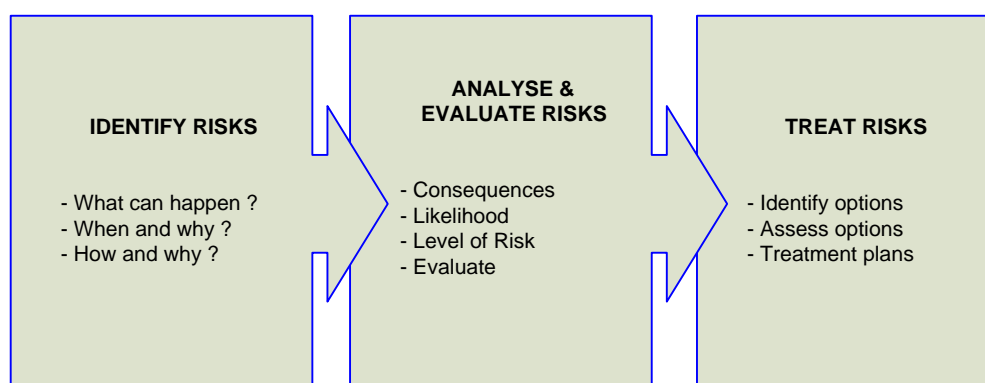 IDENTIFY RISKS
- What can happen ?
- When and why ?
- How and why ?
ANALYSE &
EVALUATE RISKS
- Consequences
- Likelihood
- Level of Risk
- Evaluate
TREAT RISKS
- Identify options
- Assess options
- Treatment plans